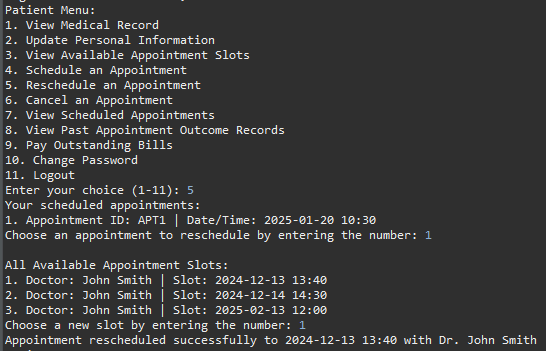 Patient Menu:
1. View Medical Record
2. Update Personal Information
3. View Available Appointment Slots
4. Schedule an Appointment
5. Reschedule an Appointment
6. Cancel an Appointment
7. View Scheduled Appointments
8. View Past Appointment Outcome Records
9. Pay Outstanding Bills
10. Change Password
11. Logout
Enter your choice (1-11): 5
Your scheduled appointments:
1. Appointment ID: APT1 | Date/Time: 2025-01-20 10:30
Choose an appointment to reschedule by entering the number: 1

All Available Appointment Slots:
1. Doctor: John Smith | Slot: 2024-12-13 13:40
2. Doctor: John Smith | Slot: 2024-12-14 14:30
3. Doctor: John Smith | Slot: 2025-02-13 12:00
Choose a new slot by entering the number: 1
Appointment rescheduled successfully to 2024-12-13 13:40 with Dr. John Smith